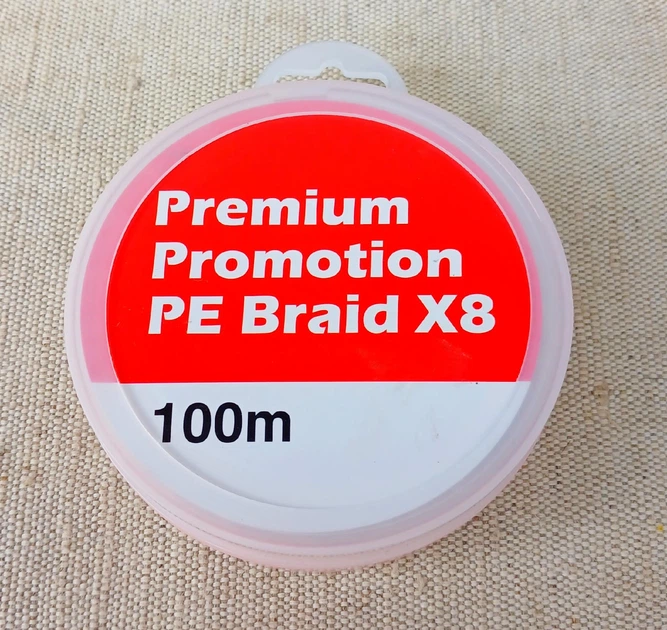 Premium
Promotion
PE Braid X8
100m